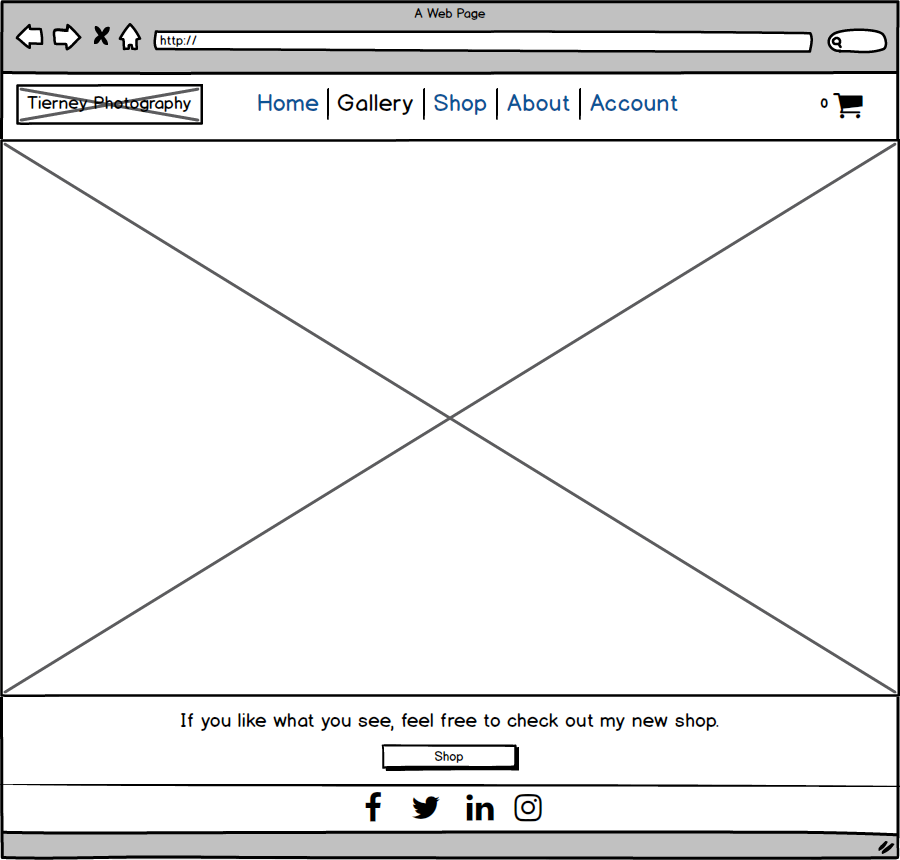 A Web Page
http://
Tierney Photography
Home Gallery Shop About Account
0
If you like what you see, feel free to check out my new shop.
Shop